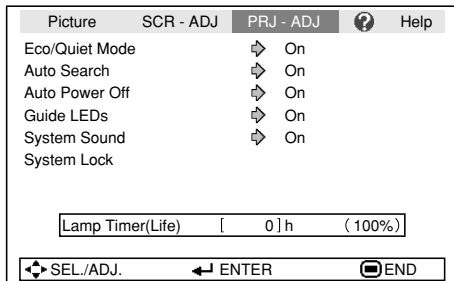 Picture SCR - ADJ PRJ - ADJ ? Help
Eco/Quiet Mode On
Auto Search On
Auto Power Off On
Guide LEDs On
System Sound On
System Lock
Lamp Timer(Life) [ 0 ] h (100%)
SEL./ADJ. ENTER END